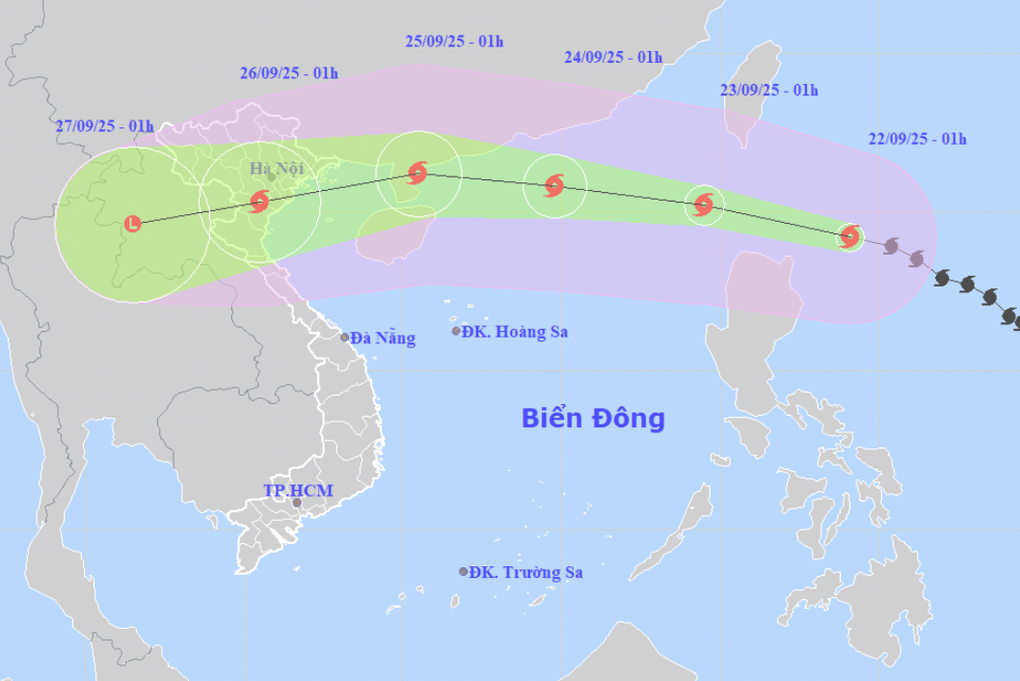 25/09/25 - 01h
24/09/25 - 01h
26/09/25 - 01h
23/09/25 - 01h
27/09/25 - 01h
22/09/25 - 01h
Hà Nội
L
Đà Nẵng
ĐK. Hoàng Sa
Biển Đông
TP.HCM
ĐK. Trường Sa